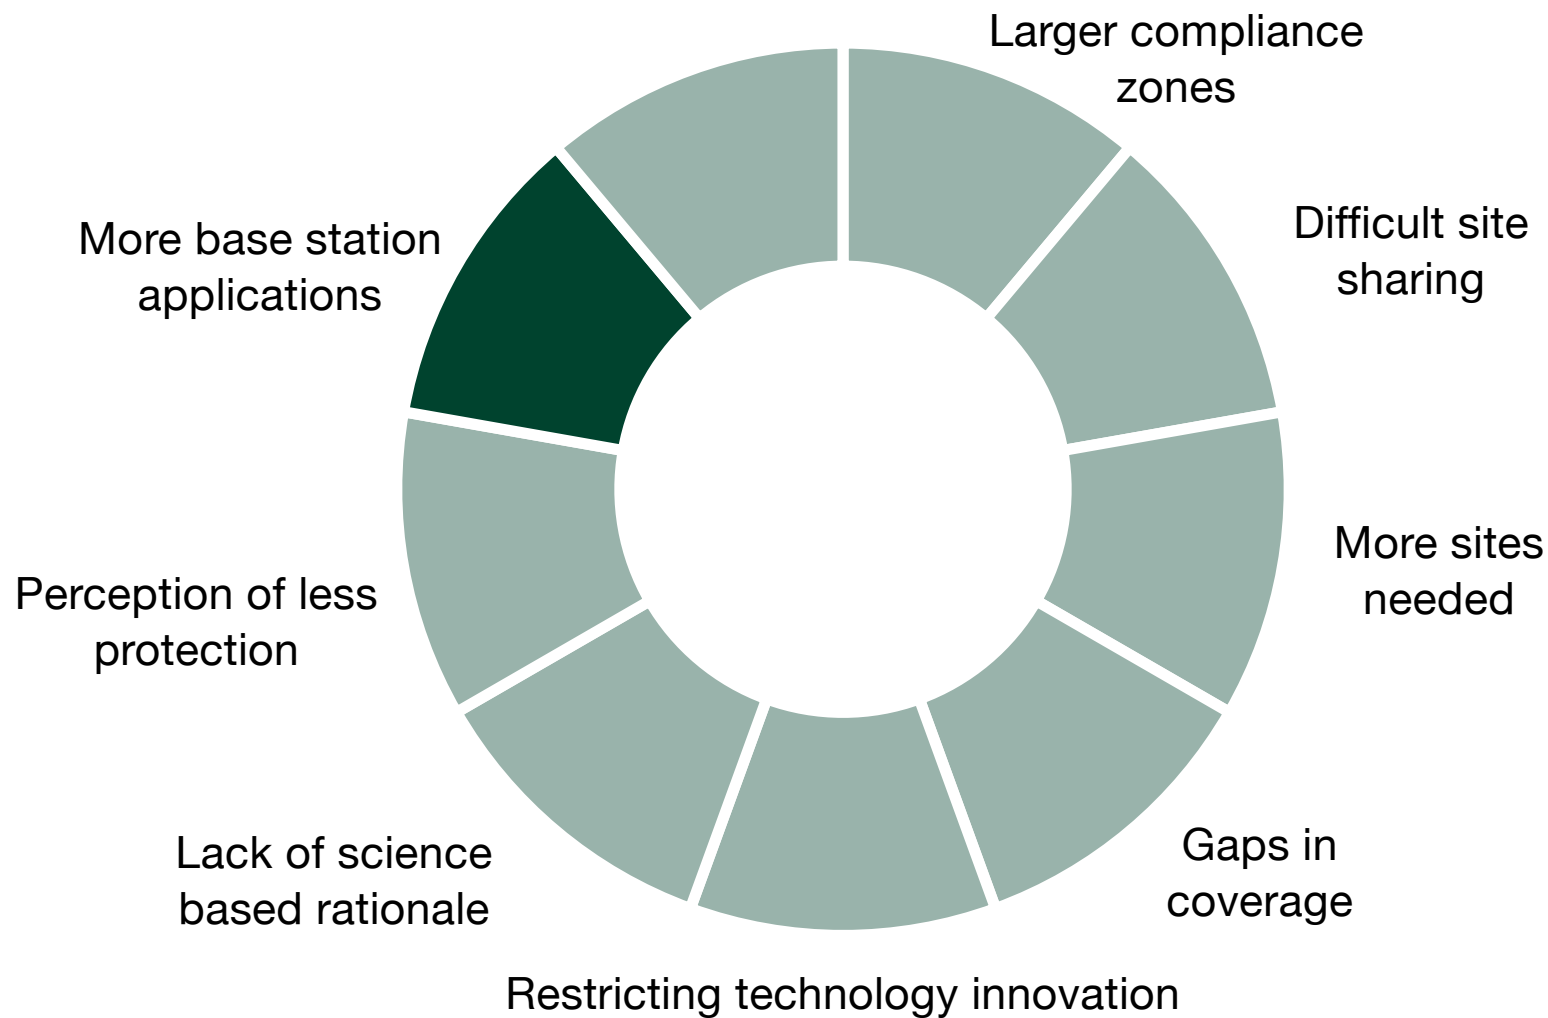 Larger compliance
zones
Difficult site
sharing
More sites
needed
Gaps in
coverage
Restricting technology innovation
Lack of science
based rationale
Perception of less
protection
More base station
applications